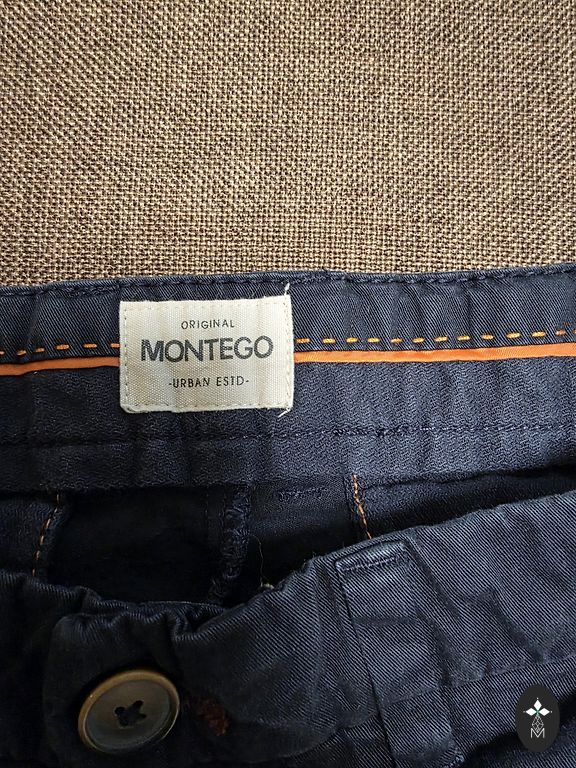 ORIGINAL
MONTEGO
-URBAN ESTD-
M